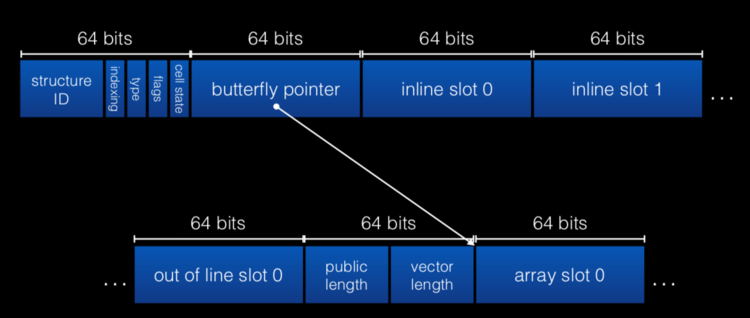 64 bits 64 bits 64 bits 64 bits
structure ID indexing type flags cell state butterfly pointer inline slot 0 inline slot 1 ...
64 bits 64 bits 64 bits
... out of line slot 0 public length vector length array slot 0 ...